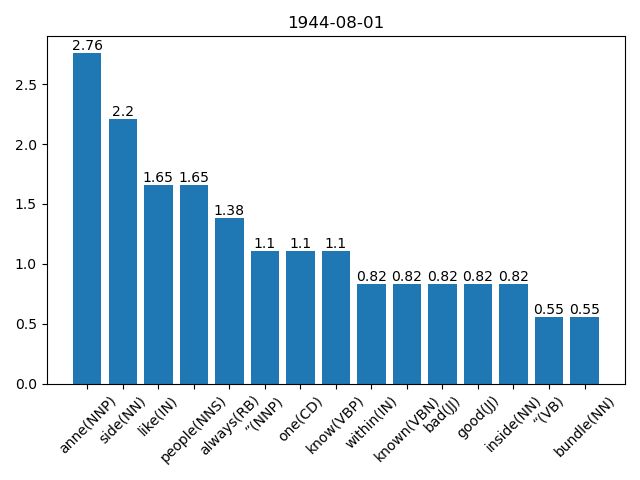 1944-08-01
2.76
2.2
1.65
1.65
1.38
1.1
1.1
1.1
0.82
0.82
0.82
0.82
0.82
0.55
0.55
2.5
2.0
1.5
1.0
0.5
0.0
anne(NNP)
side(NN)
like(IN)
people(NNS)
always(RB)
“(NNP)
one(CD)
know(VBP)
within(IN)
known(VBN)
bad(JJ)
good(JJ)
inside(NN)
“(VB)
bundle(NN)